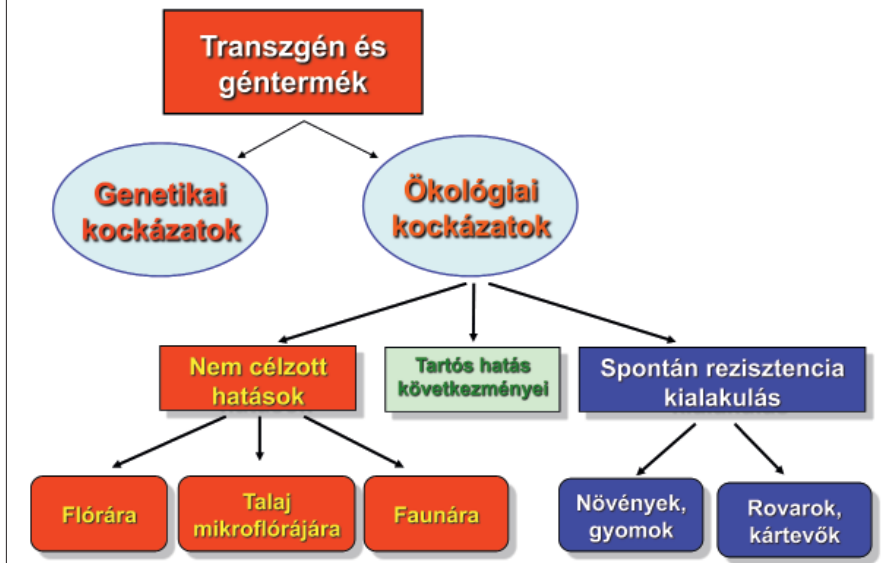 Transzgén és
géntermék
Genetikai
kockázatok
Ökológiai
kockázatok
Nem célzott
hatások
Tartós hatás
következményei
Spontán rezisztencia
kialakulás
Flórára
Talaj
mikroflórájára
Faunára
Növények,
gyomok
Rovarok,
kártevők